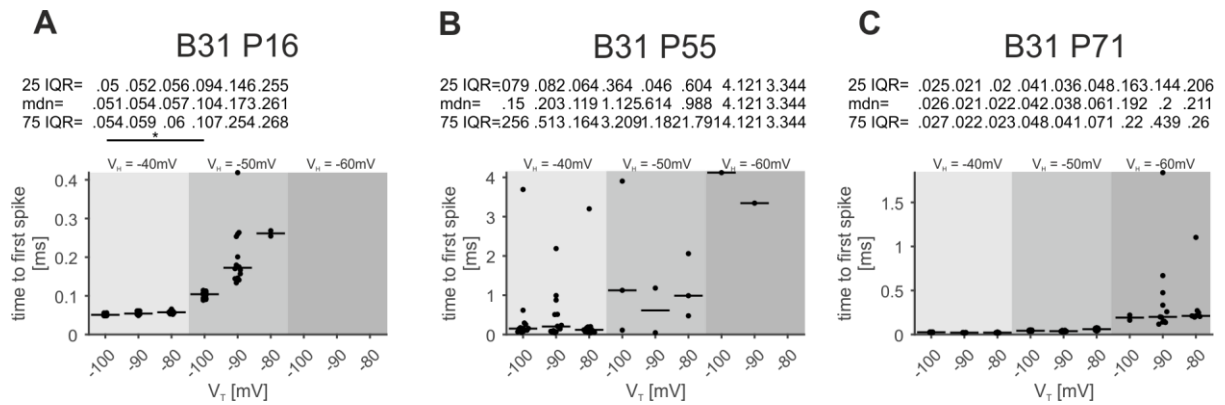 A
B31 P16
25 IQR= .05 .052 .056 .094 .146 .255
mdn= .051 .054 .057 .104 .173 .261
75 IQR= .054 .059 .06 .107 .254 .268
*
V_H = -40mV V_H = -50mV V_H = -60mV
time to first spike
[ms]
0.4
0.3
0.2
0.1
0
-100 -90 -80 -100 -90 -80 -100 -90 -80
V_T [mV]
B
B31 P55
25 IQR= .079 .082 .064 .364 .046 .604 4.121 3.344
mdn= .15 .203 .119 1.125 .614 .988 4.121 3.344
75 IQR= .256 .513 .164 3.209 1.182 1.791 4.121 3.344
V_H = -40mV V_H = -50mV V_H = -60mV
time to first spike
[ms]
4
3
2
1
0
-100 -90 -80 -100 -90 -80 -100 -90 -80
V_T [mV]
C
B31 P71
25 IQR= .025 .021 .02 .041 .036 .048 .163 .144 .206
mdn= .026 .021 .022 .042 .038 .061 .192 .2 .211
75 IQR= .027 .022 .023 .048 .041 .071 .22 .439 .26
V_H = -40mV V_H = -50mV V_H = -60mV
time to first spike
[ms]
1.5
1
0.5
0
-100 -90 -80 -100 -90 -80 -100 -90 -80
V_T [mV]